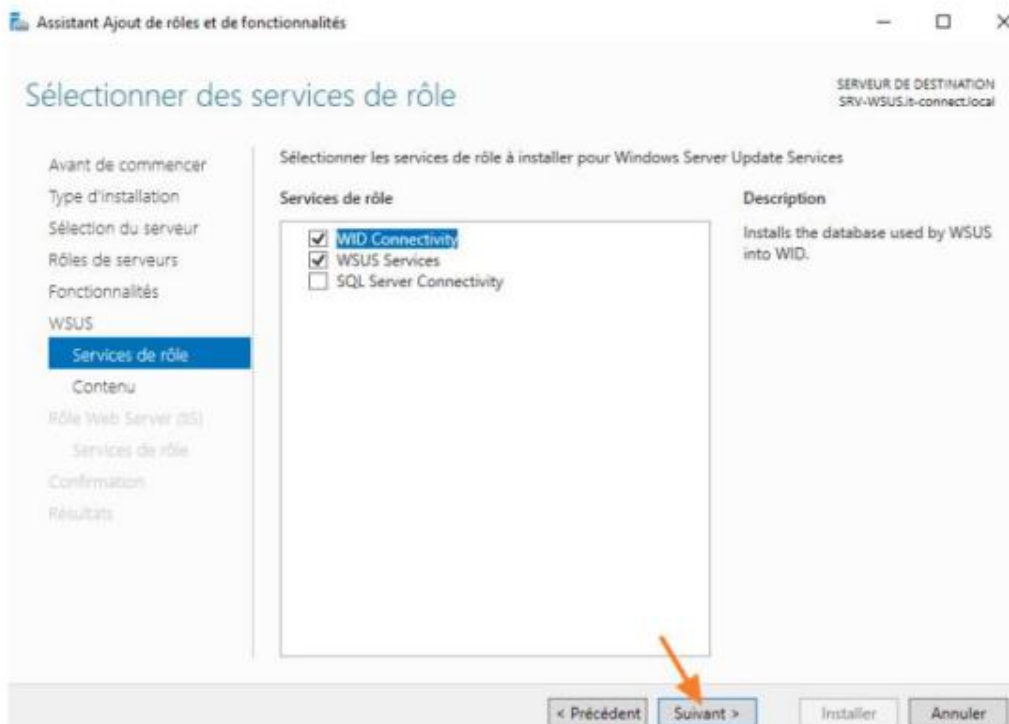 Assistant Ajout de rôles et de fonctionnalités
Sélectionner des services de rôle
SERVEUR DE DESTINATION
SRV-WSUS.it-connect.local
Avant de commencer
Type d'installation
Sélection du serveur
Rôles de serveurs
Fonctionnalités
WSUS
Services de rôle
Contenu
Rôle Web Server (IIS)
Services de rôle
Confirmation
Résultats
Sélectionner les services de rôle à installer pour Windows Server Update Services
Services de rôle
WID Connectivity
WSUS Services
SQL Server Connectivity
Description
Installs the database used by WSUS
into WID.
< Précédent
Suivant >
Installer
Annuler